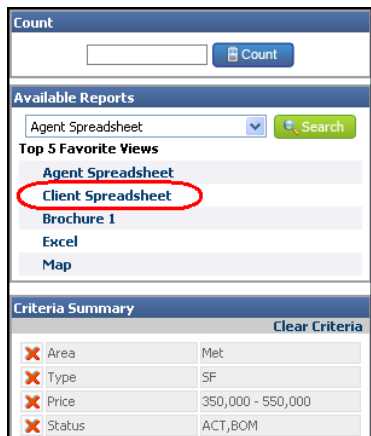 Count
Count
Available Reports
Agent Spreadsheet Search
Top 5 Favorite Views
Agent Spreadsheet
Client Spreadsheet
Brochure 1
Excel
Map
Criteria Summary
Clear Criteria
Area Met
Type SF
Price 350,000 - 550,000
Status ACT,BOM